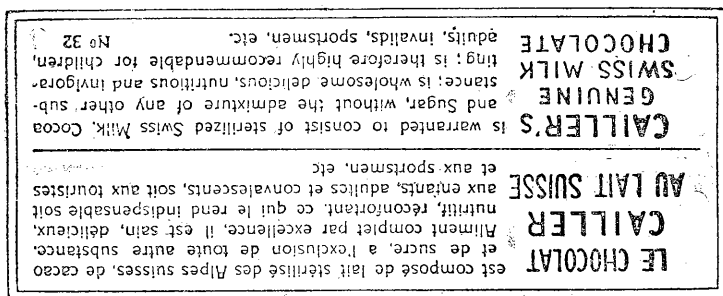 LE CHOCOLAT
CAILLER
AU LAIT SUISSE
est composé de lait stérilisé des Alpes suisses, de cacao
et de sucre, a l'exclusion de toute autre substance.
Aliment complet par excellence, il est sain, délicieux,
nutritif, réconfortant. ce qui le rend indispensable soit
aux enfants, adultes et convalescents, soit aux touristes
et aux sportsmen, etc
CAILLER'S
GENUINE
SWISS MILK
CHOCOLATE
is warranted to consist of sterilized Swiss Milk, Cocoa
and Sugar, without the admixture of any other sub-
stance; is wholesome, delicious, nutritious and invigora-
ting; is therefore highly recommendable for children,
adults, invalids, sportsmen, etc. No 32